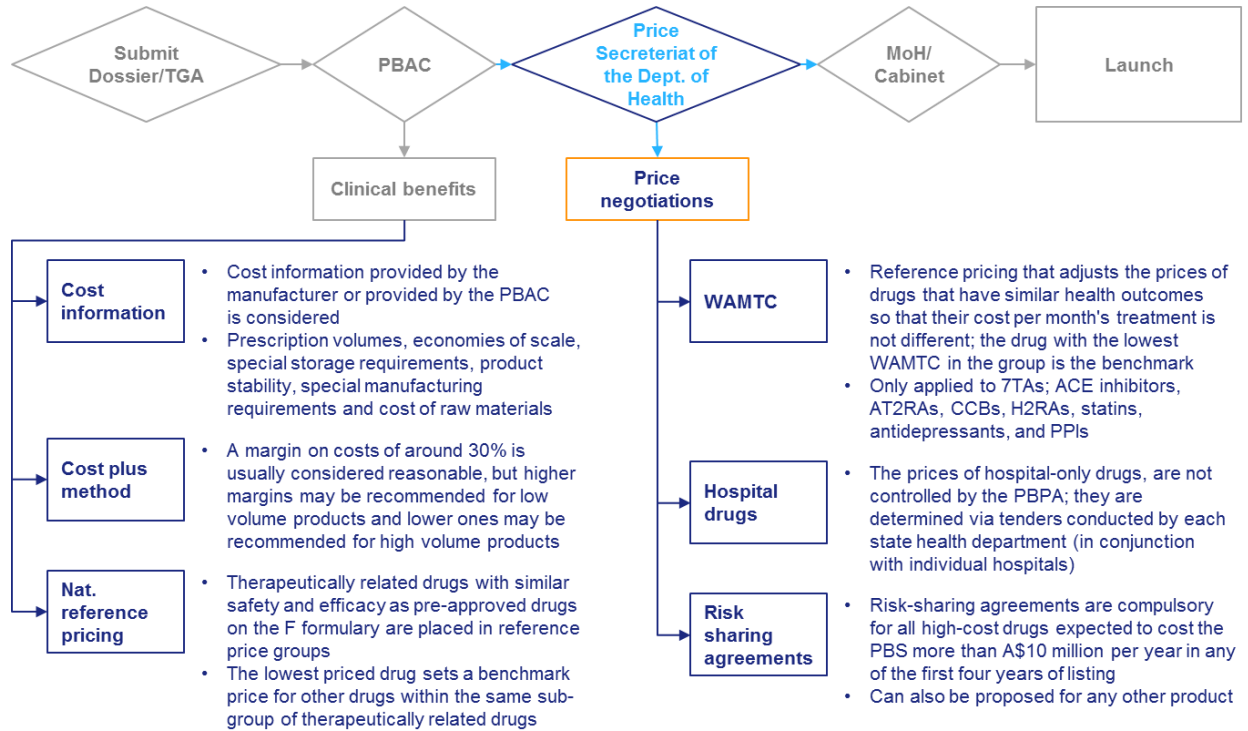 Submit
Dossier/TGA
PBAC
Price
Secreteriat of
the Dept. of
Health
MoH/
Cabinet
Launch
Clinical benefits
Price
negotiations
Cost
information
• Cost information provided by the
manufacturer or provided by the PBAC
is considered
• Prescription volumes, economies of scale,
special storage requirements, product
stability, special manufacturing
requirements and cost of raw materials
Cost plus
method
• A margin on costs of around 30% is
usually considered reasonable, but higher
margins may be recommended for low
volume products and lower ones may be
recommended for high volume products
Nat.
reference
pricing
• Therapeutically related drugs with similar
safety and efficacy as pre-approved drugs
on the F formulary are placed in reference
price groups
• The lowest priced drug sets a benchmark
price for other drugs within the same sub-
group of therapeutically related drugs
WAMTC
• Reference pricing that adjusts the prices of
drugs that have similar health outcomes
so that their cost per month's treatment is
not different; the drug with the lowest
WAMTC in the group is the benchmark
• Only applied to 7TAs; ACE inhibitors,
AT2RAs, CCBs, H2RAs, statins,
antidepressants, and PPIs
Hospital
drugs
• The prices of hospital-only drugs, are not
controlled by the PBPA; they are
determined via tenders conducted by each
state health department (in conjunction
with individual hospitals)
Risk
sharing
agreements
• Risk-sharing agreements are compulsory
for all high-cost drugs expected to cost the
PBS more than A$10 million per year in any
of the first four years of listing
• Can also be proposed for any other product